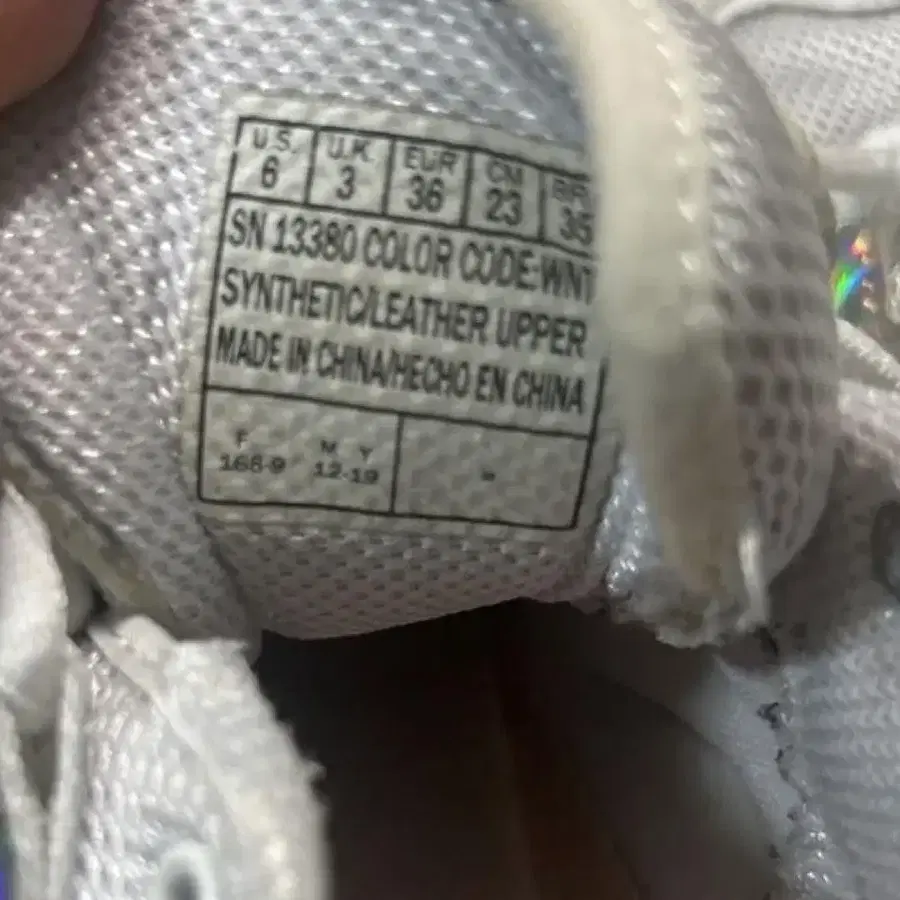 U.S. U.K. EUR CM BR
6 3 36 23 35
SN 13380 COLOR CODE:WNT
SYNTHETIC/LEATHER UPPER
MADE IN CHINA/HECHO EN CHINA
F M Y
168-9 12-19